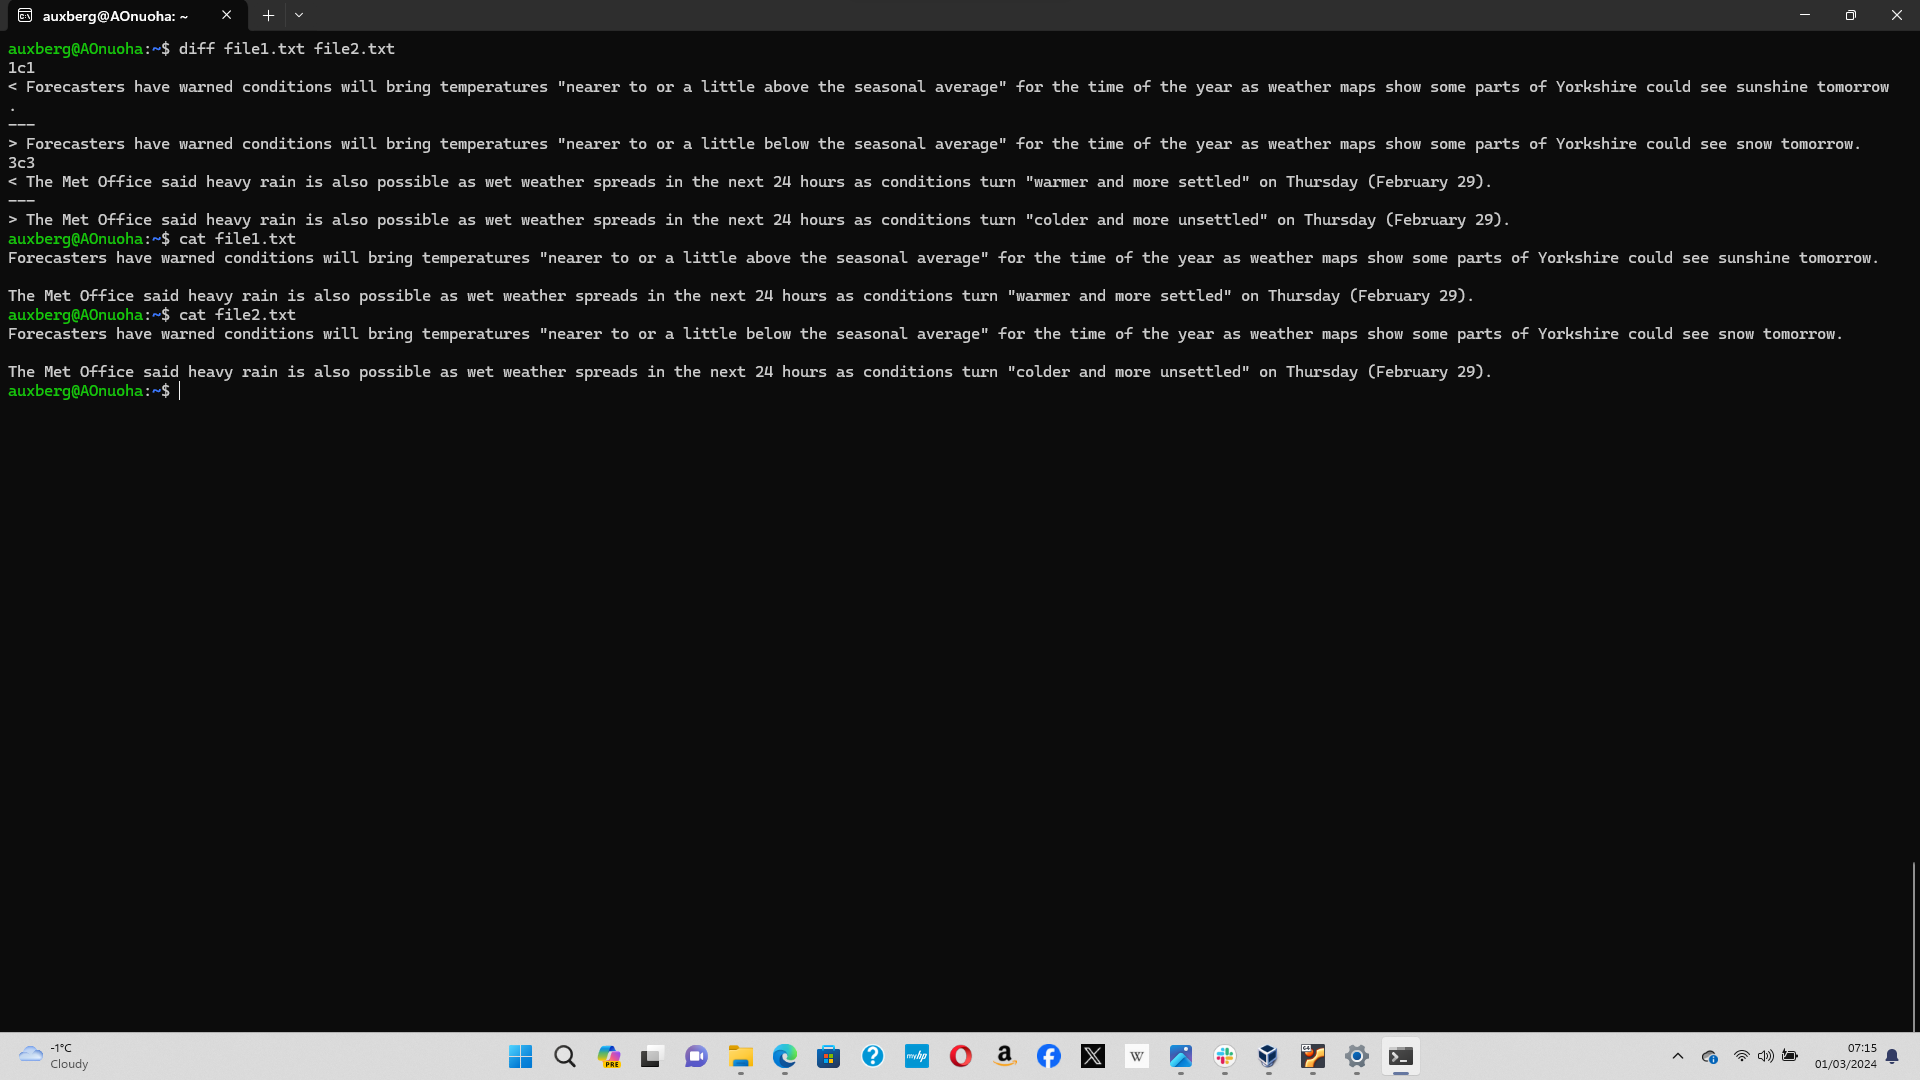 auxberg@AOnuoha: ~
auxberg@AOnuoha:~$ diff file1.txt file2.txt
1c1
< Forecasters have warned conditions will bring temperatures "nearer to or a little above the seasonal average" for the time of the year as weather maps show some parts of Yorkshire could see sunshine tomorrow
.
---
> Forecasters have warned conditions will bring temperatures "nearer to or a little below the seasonal average" for the time of the year as weather maps show some parts of Yorkshire could see snow tomorrow.
3c3
< The Met Office said heavy rain is also possible as wet weather spreads in the next 24 hours as conditions turn "warmer and more settled" on Thursday (February 29).
---
> The Met Office said heavy rain is also possible as wet weather spreads in the next 24 hours as conditions turn "colder and more unsettled" on Thursday (February 29).
auxberg@AOnuoha:~$ cat file1.txt
Forecasters have warned conditions will bring temperatures "nearer to or a little above the seasonal average" for the time of the year as weather maps show some parts of Yorkshire could see sunshine tomorrow.
The Met Office said heavy rain is also possible as wet weather spreads in the next 24 hours as conditions turn "warmer and more settled" on Thursday (February 29).
auxberg@AOnuoha:~$ cat file2.txt
Forecasters have warned conditions will bring temperatures "nearer to or a little below the seasonal average" for the time of the year as weather maps show some parts of Yorkshire could see snow tomorrow.
The Met Office said heavy rain is also possible as wet weather spreads in the next 24 hours as conditions turn "colder and more unsettled" on Thursday (February 29).
auxberg@AOnuoha:~$
-1°C
Cloudy
PRE
myhp
a
W
64
07:15
01/03/2024